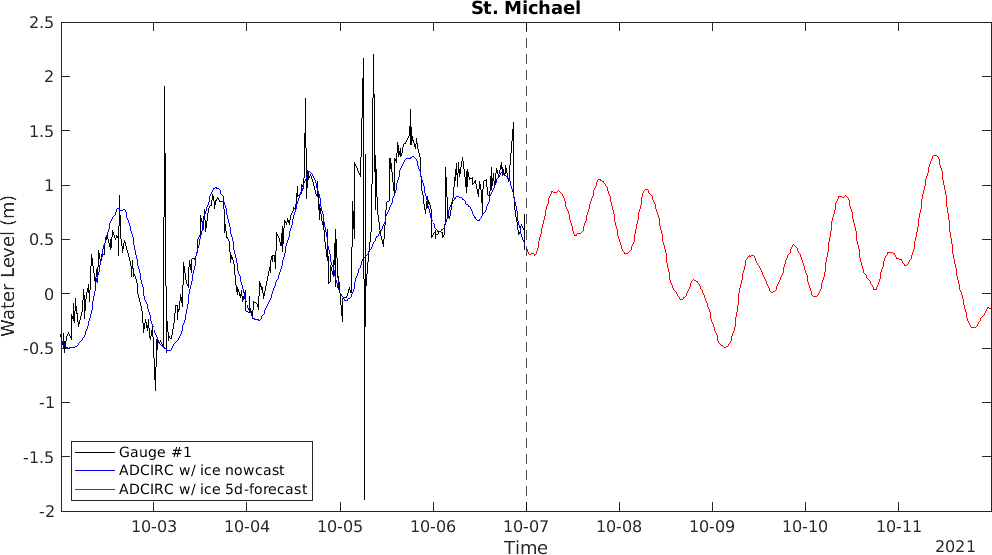 St. Michael
2.5
2
1.5
1
0.5
0
-0.5
-1
-1.5
-2
Water Level (m)
Gauge #1
ADCIRC w/ ice nowcast
ADCIRC w/ ice 5d-forecast
10-03 10-04 10-05 10-06 10-07 10-08 10-09 10-10 10-11
Time
2021